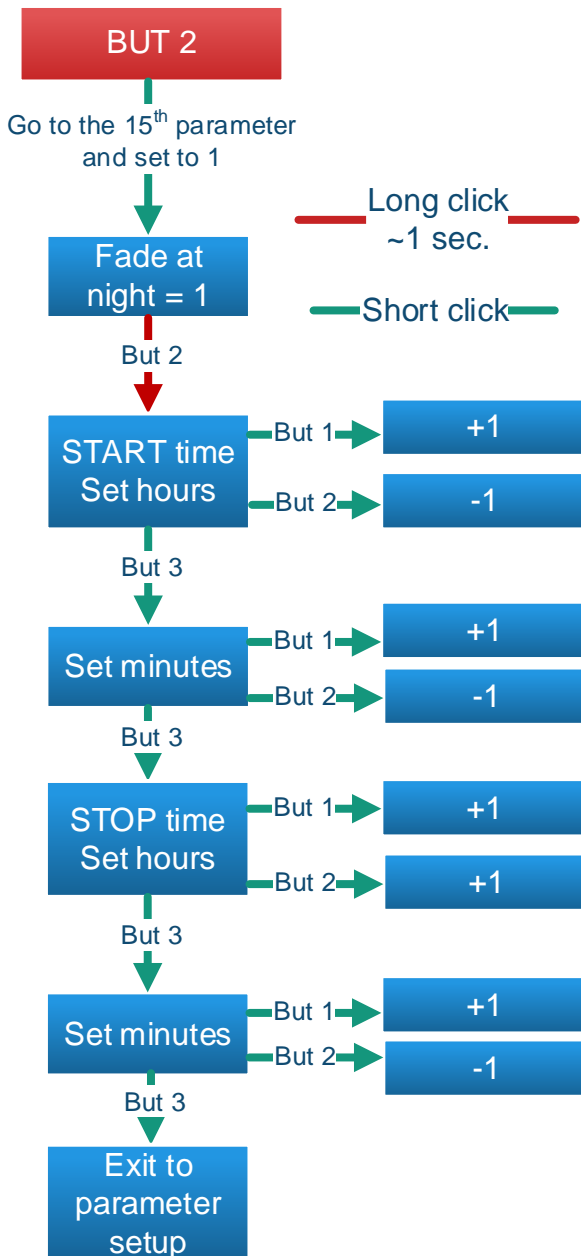 BUT 2
Go to the 15th parameter
and set to 1
Long click
~1 sec.
Fade at
night = 1
Short click
But 2
START time
Set hours
But 1
+1
But 2
-1
But 3
Set minutes
But 1
+1
But 2
-1
But 3
STOP time
Set hours
But 1
+1
But 2
+1
But 3
Set minutes
But 1
+1
But 2
-1
But 3
Exit to
parameter
setup